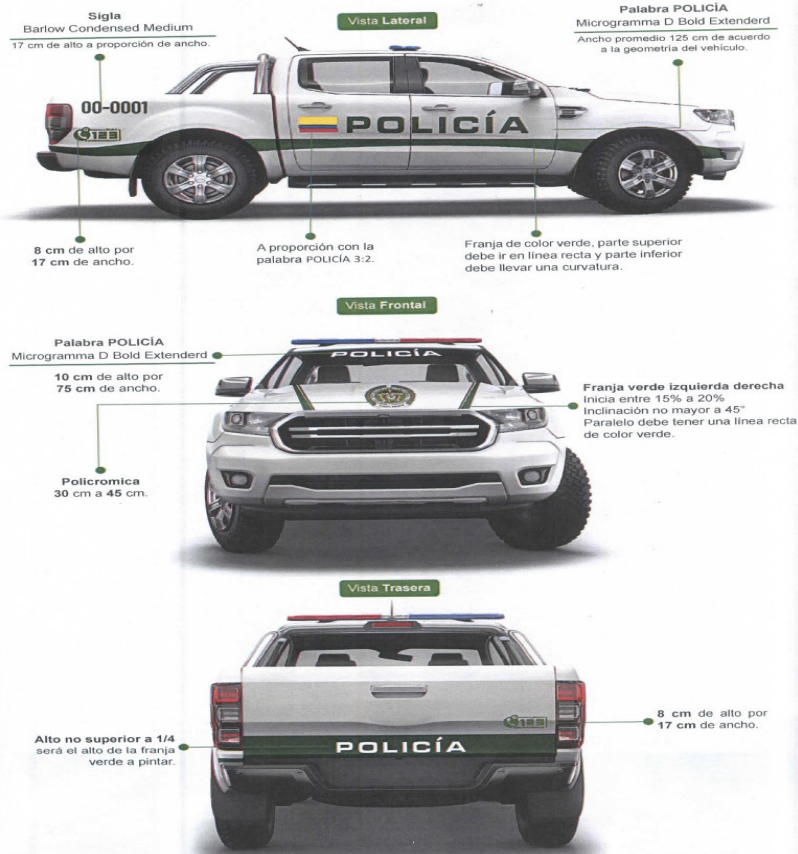 Sigla
Barlow Condensed Medium
17 cm de alto a proporción de ancho.
Vista Lateral
Palabra POLICÍA
Microgramma D Bold Extenderd
Ancho promedio 125 cm de acuerdo
a la geometria del vehículo.
00-0001
123
POLICÍA
8 cm de alto por
17 cm de ancho.
A proporción con la
palabra POLICÍA 3:2.
Franja de color verde, parte superior
debe ir en línea recta y parte inferior
debe llevar una curvatura.
Vista Frontal
Palabra POLICÍA
Microgramma D Bold Extenderd
10 cm de alto por
75 cm de ancho.
POLICÍA
Franja verde izquierda derecha
Inicia entre 15% a 20%
Inclinación no mayor a 45°
Paralelo debe tener una línea recta
de color verde.
Policromica
30 cm a 45 cm.
Vista Trasera
123
8 cm de alto por
17 cm de ancho.
Alto no superior a 1/4
será el alto de la franja
verde a pintar.
POLICÍA